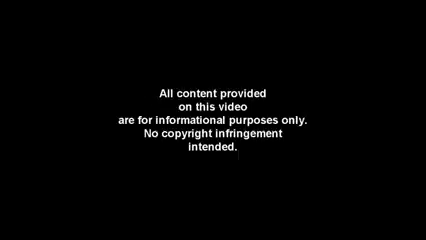 All content provided
on this video
are for informational purposes only.
No copyright infringement
intended.